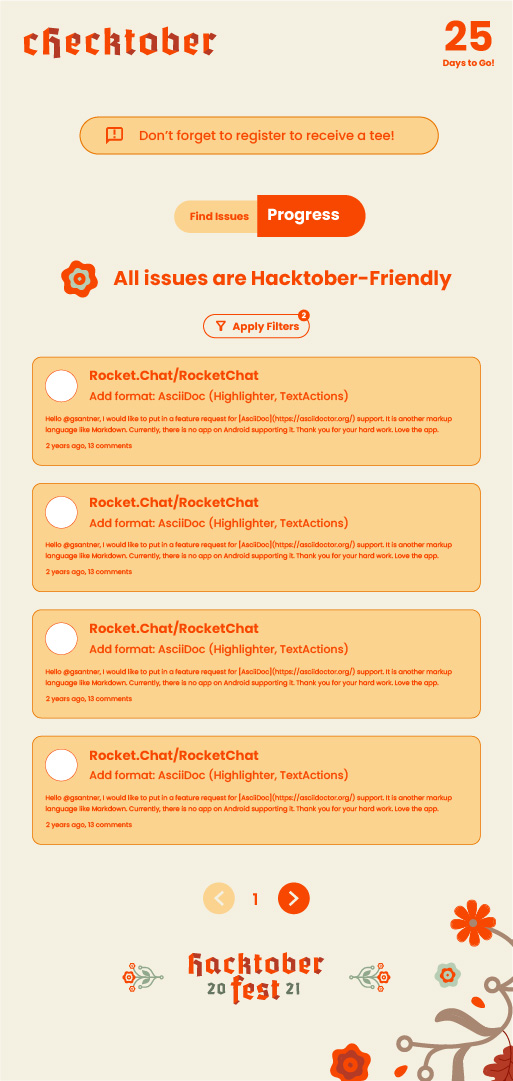 checktober
25
Days to Go!
Don't forget to register to receive a tee!
Find Issues
Progress
All issues are Hacktober-Friendly
Apply Filters
2
Rocket.Chat/RocketChat
Add format: AsciiDoc (Highlighter, TextActions)
Hello @gsantner, I would like to put in a feature request for [AsciiDoc](https://asciidoctor.org/) support. It is another markup
language like Markdown. Currently, there is no app on Android supporting it. Thank you for your hard work. Love the app.
2 years ago, 13 comments
Rocket.Chat/RocketChat
Add format: AsciiDoc (Highlighter, TextActions)
Hello @gsantner, I would like to put in a feature request for [AsciiDoc](https://asciidoctor.org/) support. It is another markup
language like Markdown. Currently, there is no app on Android supporting it. Thank you for your hard work. Love the app.
2 years ago, 13 comments
Rocket.Chat/RocketChat
Add format: AsciiDoc (Highlighter, TextActions)
Hello @gsantner, I would like to put in a feature request for [AsciiDoc](https://asciidoctor.org/) support. It is another markup
language like Markdown. Currently, there is no app on Android supporting it. Thank you for your hard work. Love the app.
2 years ago, 13 comments
Rocket.Chat/RocketChat
Add format: AsciiDoc (Highlighter, TextActions)
Hello @gsantner, I would like to put in a feature request for [AsciiDoc](https://asciidoctor.org/) support. It is another markup
language like Markdown. Currently, there is no app on Android supporting it. Thank you for your hard work. Love the app.
2 years ago, 13 comments
1
hacktober
20 fest 21